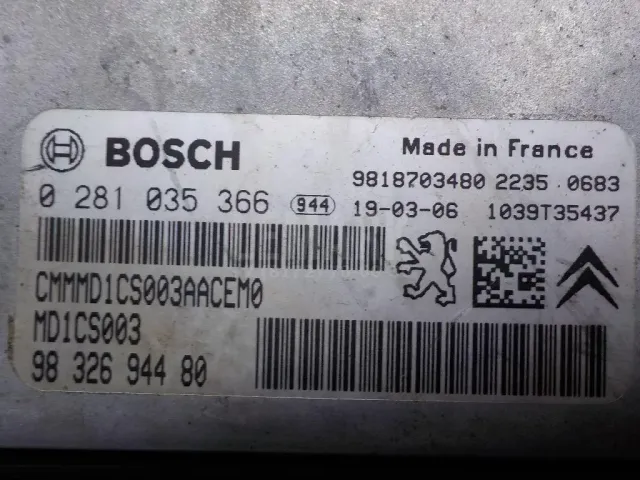 BOSCH
Made in France
9818703480 2235 0683
0 281 035 366 944 19-03-06 1039T35437
CMMMD1CS003AACEM0
MD1CS003
98 326 944 80